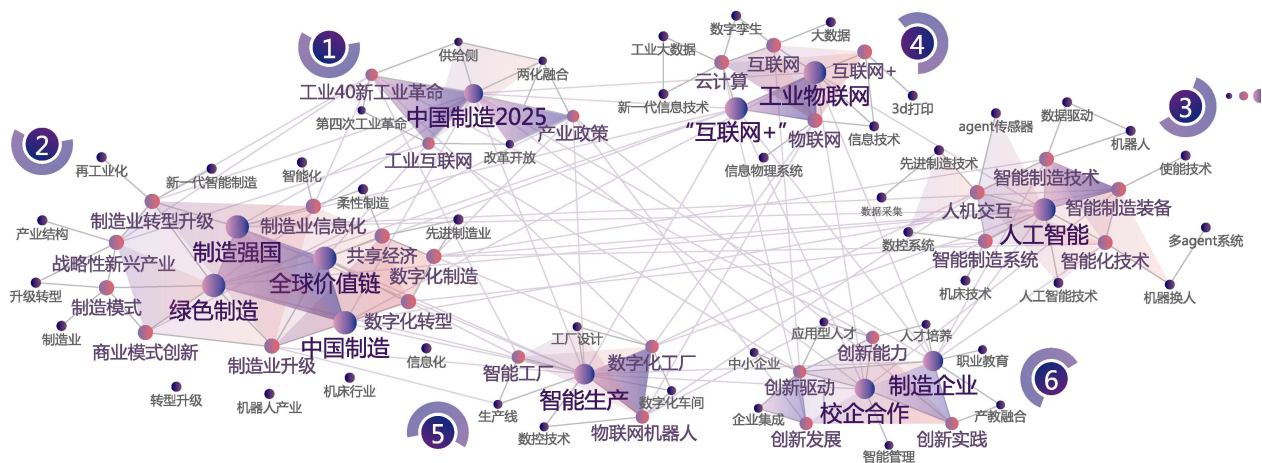 1
供给侧
两化融合
工业40新工业革命
中国制造2025
第四次工业革命
产业政策
工业互联网
改革开放
2
再工业化
新一代智能制造
智能化
柔性制造
制造业转型升级
制造业信息化
先进制造业
产业结构
制造强国
共享经济
战略性新兴产业
全球价值链
数字化制造
升级转型
制造模式
绿色制造
数字化转型
制造业
商业模式创新
制造业升级
中国制造
信息化
机床行业
转型升级
机器人产业
4
数字孪生
大数据
工业大数据
互联网
互联网+
云计算
工业物联网
新一代信息技术
3d打印
“互联网+”
物联网
信息技术
信息物理系统
3
agent传感器
数据驱动
机器人
先进制造技术
使能技术
智能制造技术
数据采集
人机交互
智能制造装备
人工智能
数控系统
多agent系统
智能制造系统
智能化技术
机床技术
人工智能技术
机器换人
5
工厂设计
智能工厂
数字化工厂
智能生产
生产线
数字化车间
数控技术
物联网机器人
6
应用型人才
人才培养
中小企业
创新能力
职业教育
创新驱动
制造企业
企业集成
校企合作
产教融合
创新发展
创新实践
智能管理